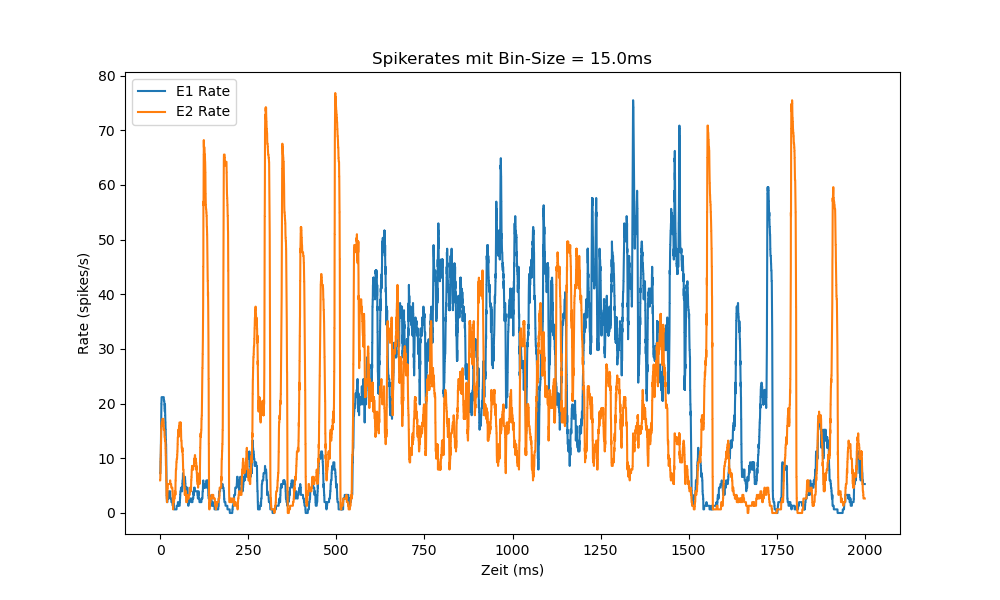 Spikerates mit Bin-Size = 15.0ms
E1 Rate
E2 Rate
80
70
60
50
40
30
20
10
0
Rate (spikes/s)
0 250 500 750 1000 1250 1500 1750 2000
Zeit (ms)